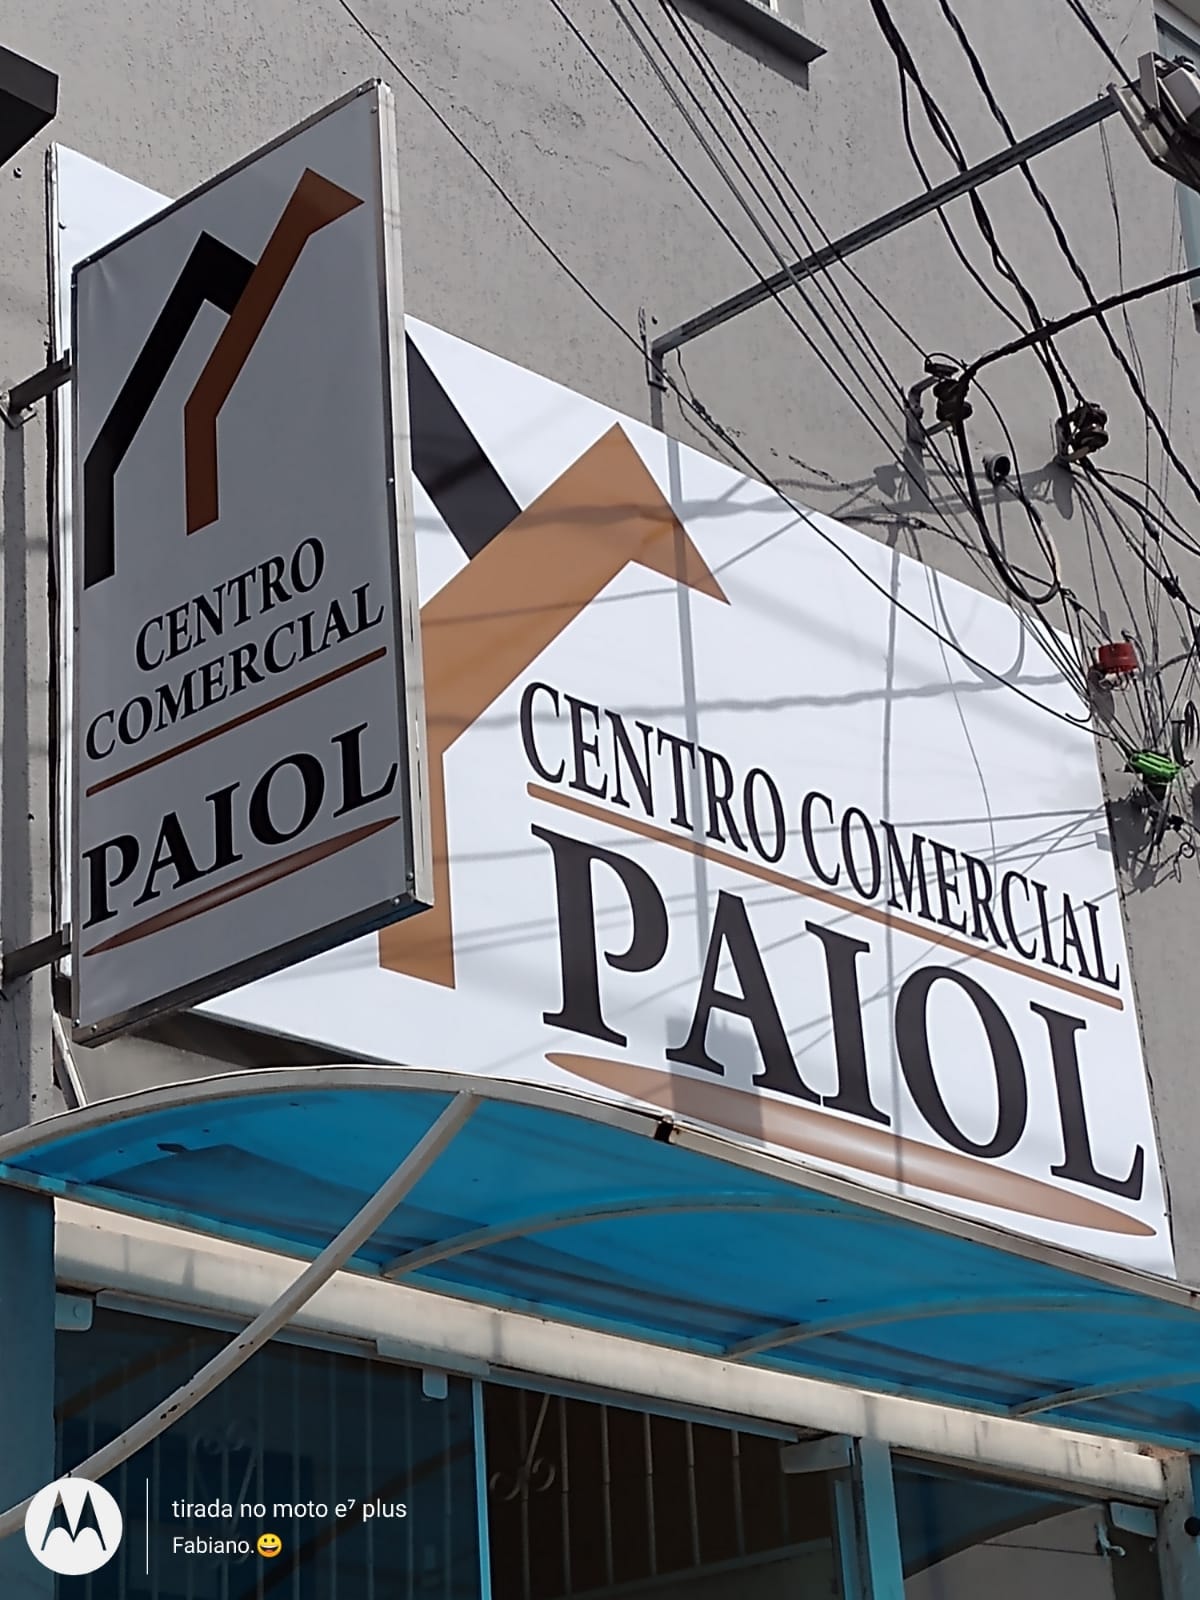 CENTRO
COMERCIAL
PAIOL
CENTRO COMERCIAL
PAIOL
tirada no moto e⁷ plus
Fabiano.😀